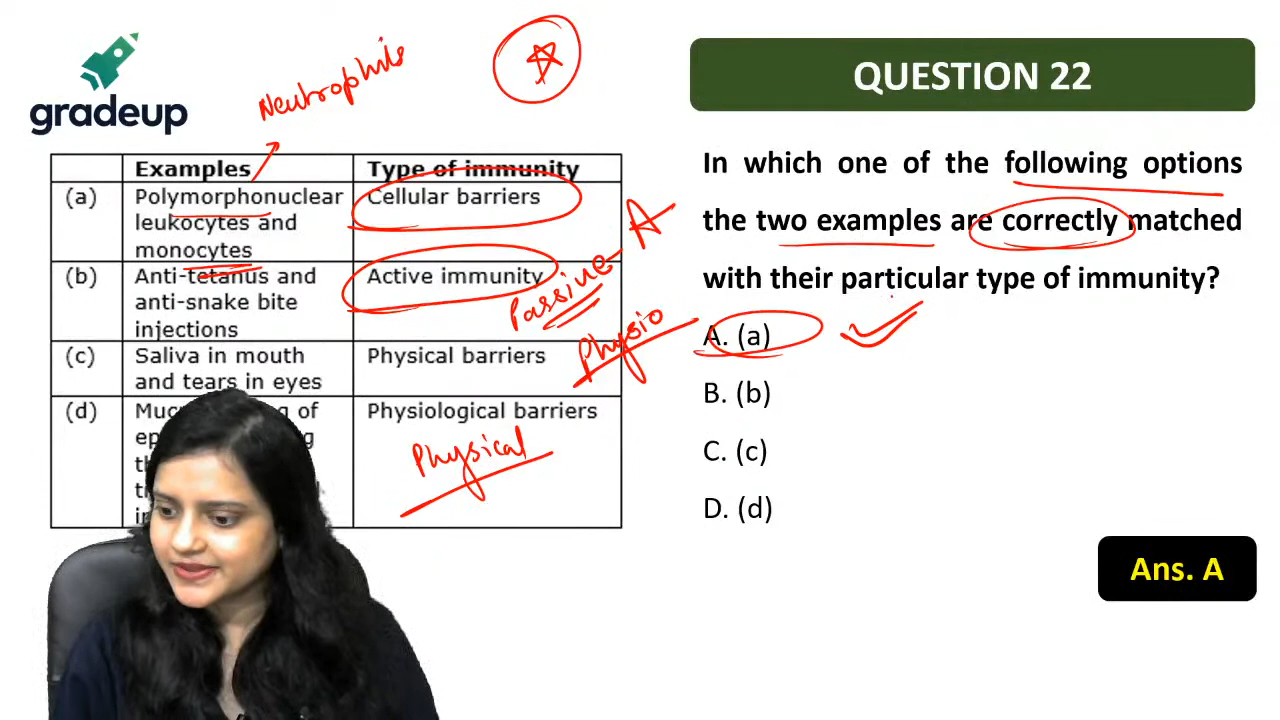 gradeup
Neutrophils
QUESTION 22
Examples Type of immunity
(a) Polymorphonuclear Cellular barriers
leukocytes and
monocytes
(b) Anti-tetanus and Active immunity
anti-snake bite
injections
Passive A
(c) Saliva in mouth Physical barriers
and tears in eyes
Physio
(d) of Physiological barriers
Physical
In which one of the following options
the two examples are correctly matched
with their particular type of immunity?
A. (a)
B. (b)
C. (c)
D. (d)
Ans. A